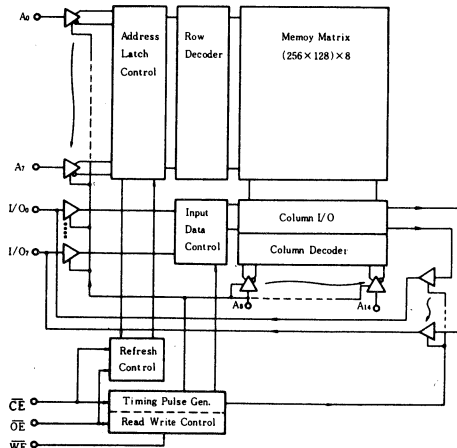 A0
Address
Latch
Control
Row
Decoder
Memoy Matrix
(256×128)×8
A7
I/O0
I/O7
Input
Data
Control
Column I/O
Column Decoder
A8
A14
Refresh
Control
CE
OE
WE
Timing Pulse Gen.
Read Write Control